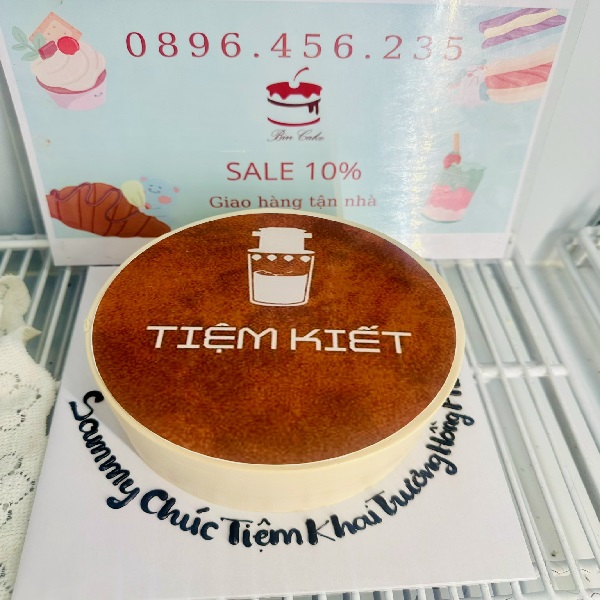 0896.456.235
Bin Cake
SALE 10%
Giao hàng tận nhà
TIỆM KIẾT
Sammy Chúc Tiệm Khai Trương Hồng